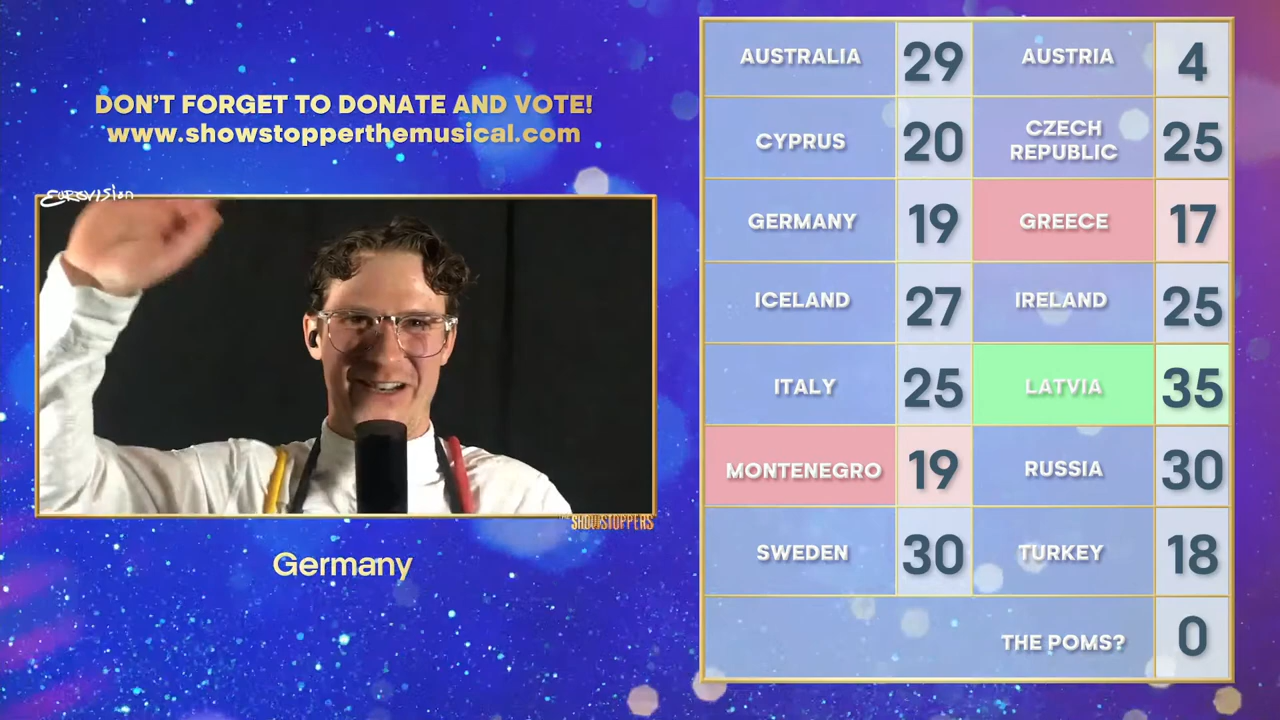 DON'T FORGET TO DONATE AND VOTE!
www.showstopperthemusical.com
EUROVISION
THE SHOWSTOPPERS
Germany
AUSTRALIA 29 AUSTRIA 4
CYPRUS 20 CZECH REPUBLIC 25
GERMANY 19 GREECE 17
ICELAND 27 IRELAND 25
ITALY 25 LATVIA 35
MONTENEGRO 19 RUSSIA 30
SWEDEN 30 TURKEY 18
THE POMS? 0